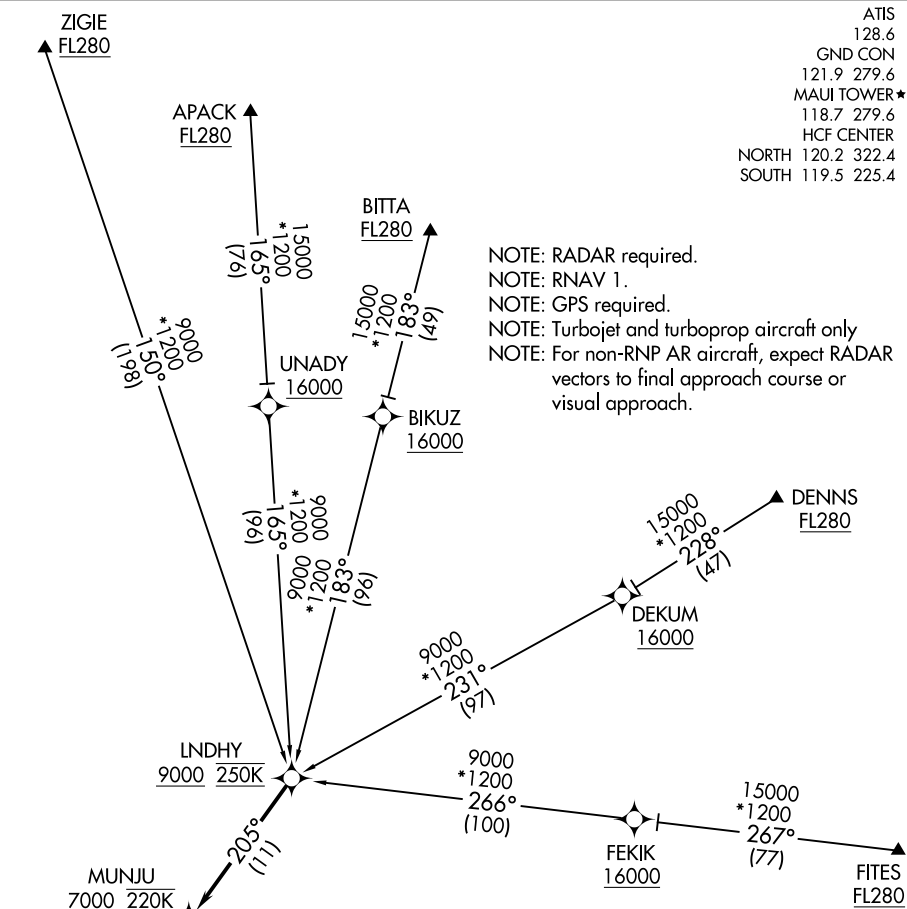 ZIGIE
FL280
ATIS
128.6
GND CON
121.9 279.6
MAUI TOWER★
118.7 279.6
HCF CENTER
NORTH 120.2 322.4
SOUTH 119.5 225.4
APACK
FL280
BITTA
FL280
15000
*1200
165°
(76)
15000
*1200
183°
(49)
NOTE: RADAR required.
NOTE: RNAV 1.
NOTE: GPS required.
NOTE: Turbojet and turboprop aircraft only
NOTE: For non-RNP AR aircraft, expect RADAR
vectors to final approach course or
visual approach.
9000
*1200
150°
(198)
UNADY
16000
BIKUZ
16000
9000
*1200
165°
(96)
9000
*1200
183°
(96)
15000
*1200
228°
(47)
DENNS
FL280
DEKUM
16000
9000
*1200
231°
(97)
LNDHY
9000 250K
9000
*1200
266°
(100)
15000
*1200
267°
(77)
FEKIK
16000
FITES
FL280
205°
(11)
MUNJU
7000 220K